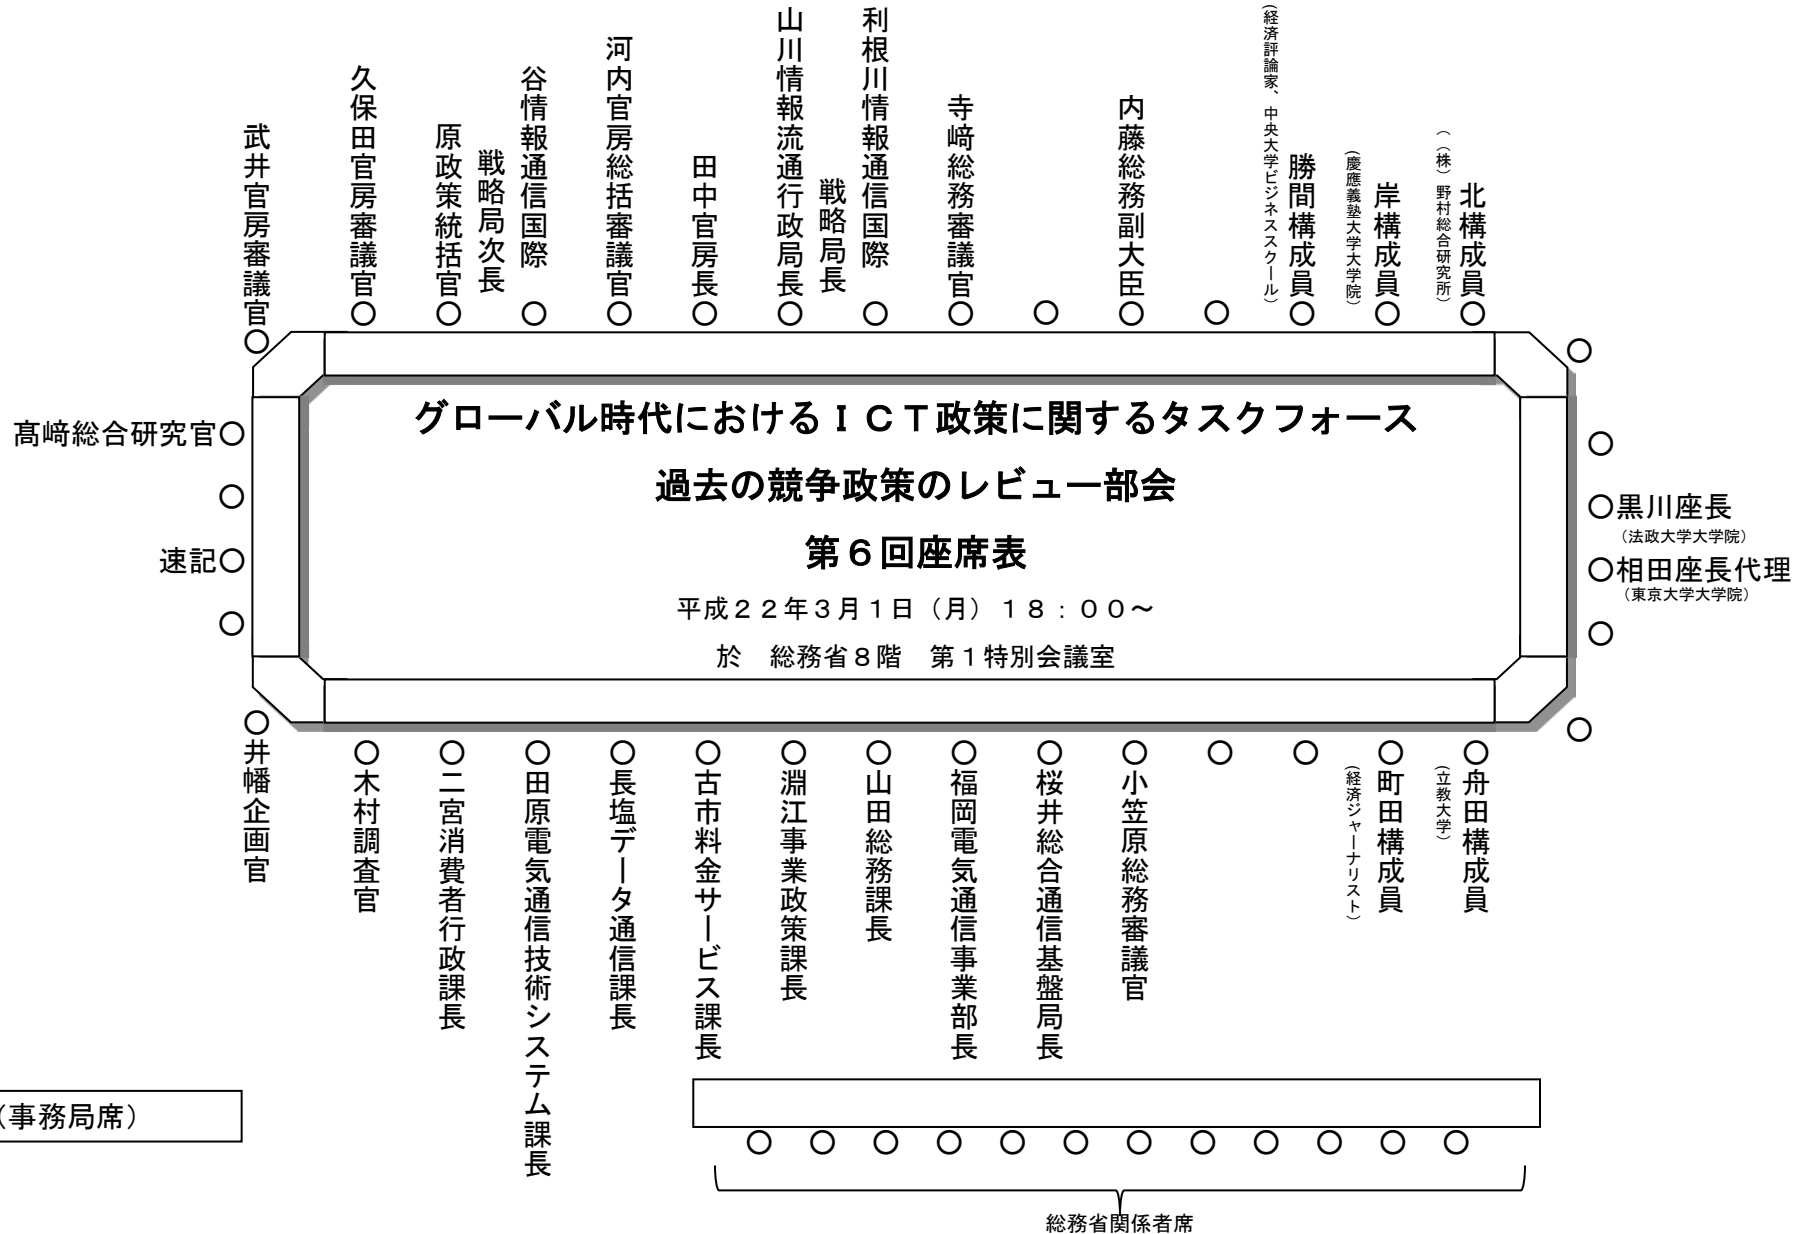 武井官房審議官
久保田官房審議官
原政策統括官
谷情報通信国際
戦略局次長
河内官房総括審議官
田中官房長
山川情報流通行政局長
利根川情報通信国際
戦略局長
寺﨑総務審議官
内藤総務副大臣
勝間構成員
(経済評論家、中央大学ビジネススクール)
岸構成員
(慶應義塾大学大学院)
北構成員
(（株）野村総合研究所)
グローバル時代におけるＩＣＴ政策に関するタスクフォース
過去の競争政策のレビュー部会
第６回座席表
平成２２年３月１日（月）１８：００～
於　総務省８階　第１特別会議室
髙﨑総合研究官
速記
黒川座長
（法政大学大学院）
相田座長代理
（東京大学大学院）
井幡企画官
木村調査官
二宮消費者行政課長
田原電気通信技術システム課長
長塩データ通信課長
古市料金サービス課長
淵江事業政策課長
山田総務課長
福岡電気通信事業部長
桜井総合通信基盤局長
小笠原総務審議官
町田構成員
(経済ジャーナリスト)
舟田構成員
(立教大学)
（事務局席）
総務省関係者席